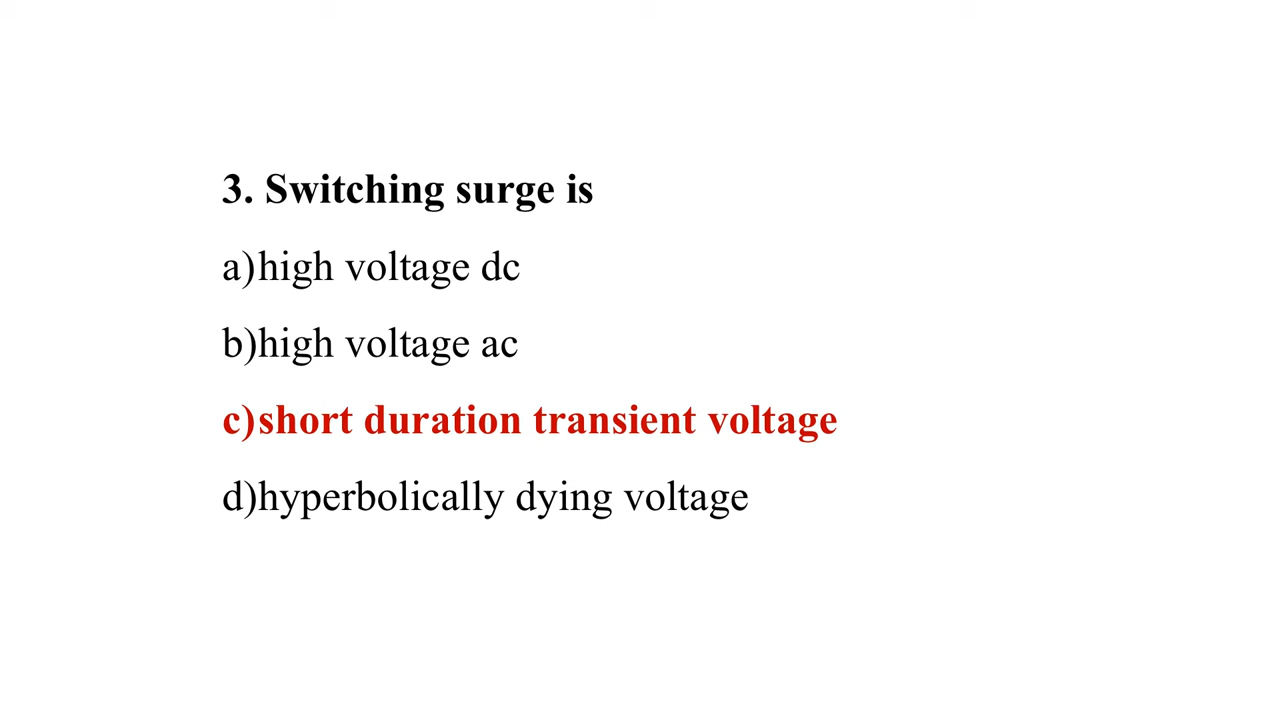 3. Switching surge is
a)high voltage dc
b)high voltage ac
c)short duration transient voltage
d)hyperbolically dying voltage